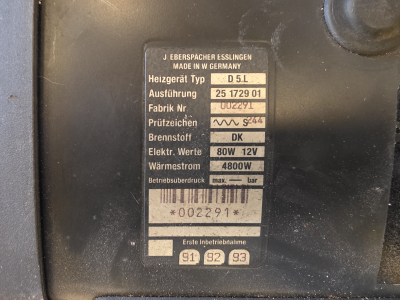 J. EBERSPÄCHER ESSLINGEN
MADE IN W GERMANY
Heizgerät Typ D 5 L
Ausführung 25 1729 01
Fabrik Nr 002291
Prüfzeichen S 244
Brennstoff DK
Elektr. Werte 80W 12V
Wärmestrom 4800W
Betriebsüberdruck max. — bar
*002291*
Erste Inbetriebnahme
91 92 93